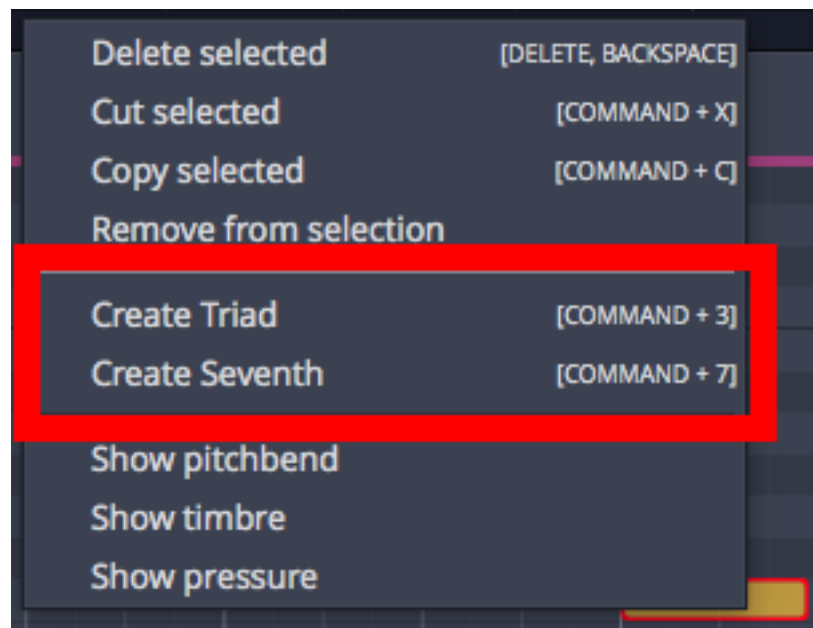 Delete selected [DELETE, BACKSPACE]
Cut selected [COMMAND + X]
Copy selected [COMMAND + C]
Remove from selection
Create Triad [COMMAND + 3]
Create Seventh [COMMAND + 7]
Show pitchbend
Show timbre
Show pressure